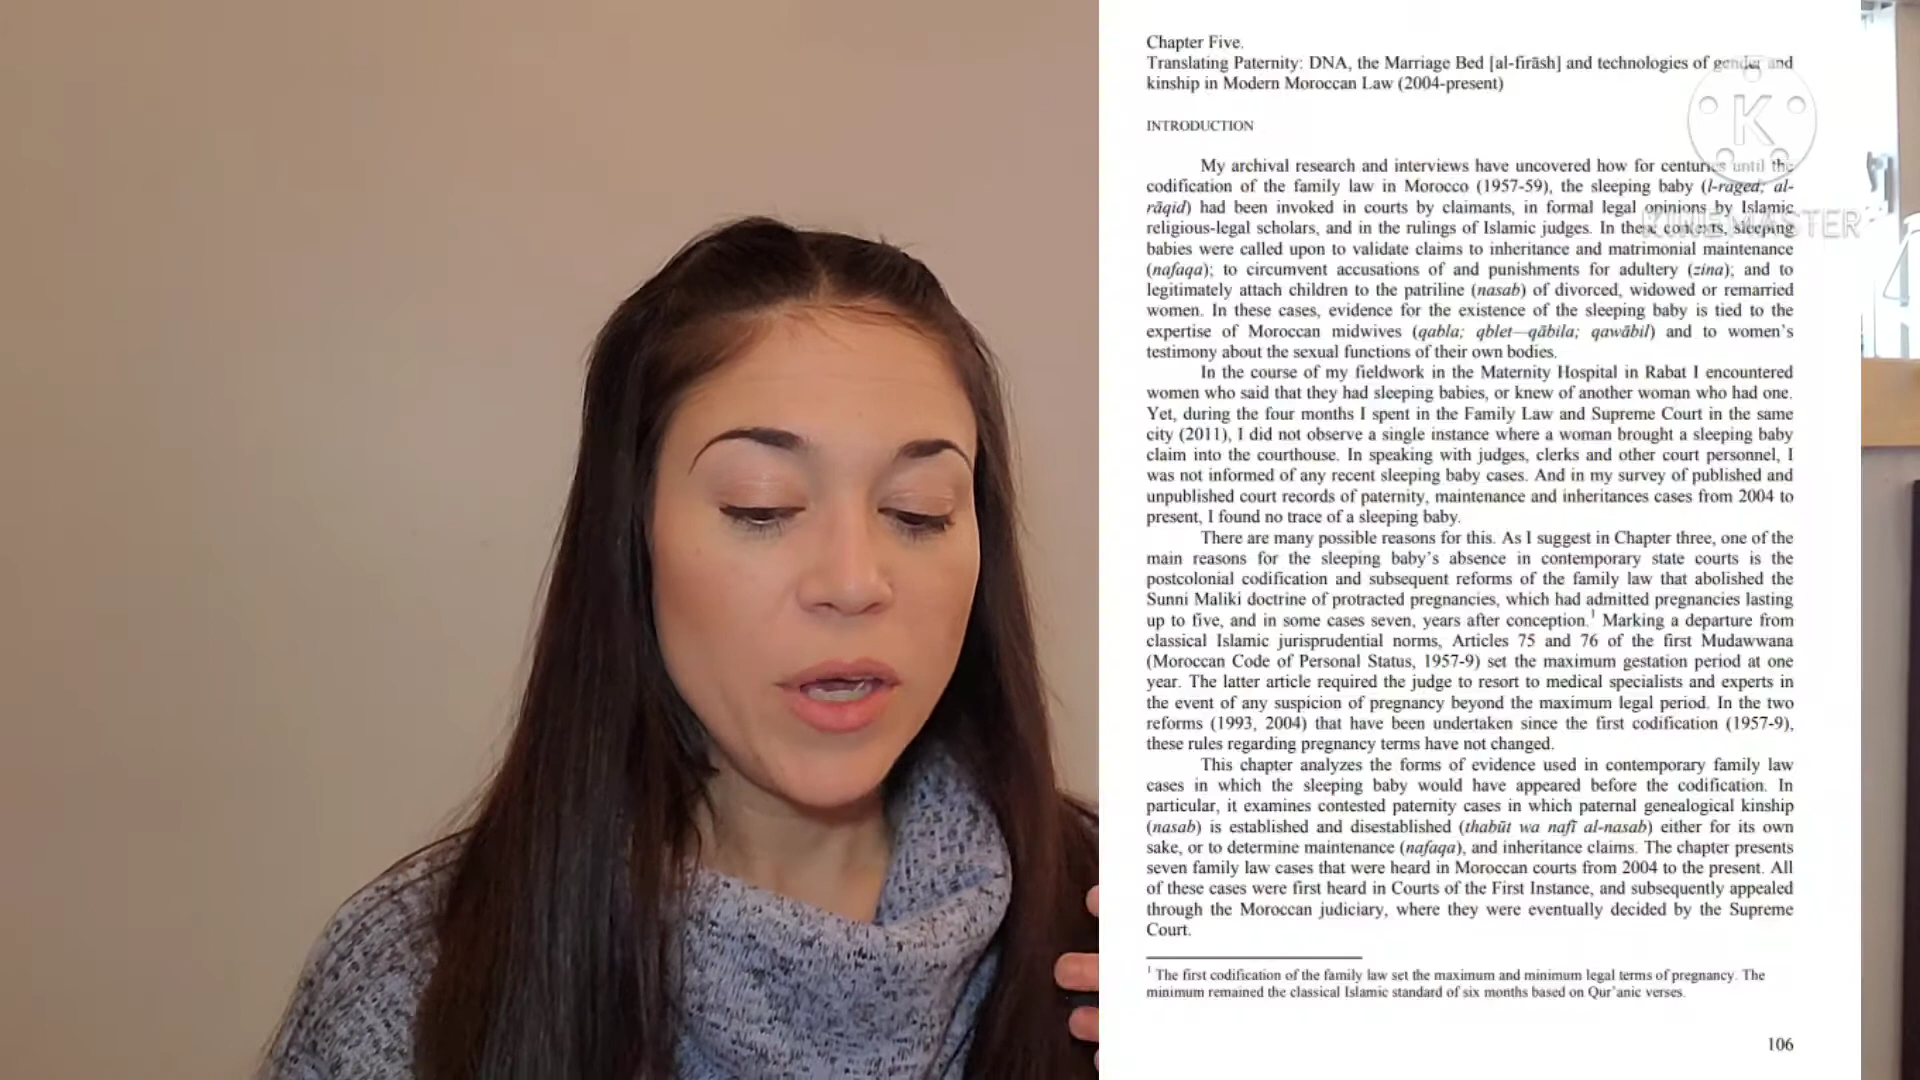 Chapter Five.
Translating Paternity: DNA, the Marriage Bed [al-firāsh] and technologies of gender and
kinship in Modern Moroccan Law (2004-present)
INTRODUCTION
My archival research and interviews have uncovered how for centuries until the
codification of the family law in Morocco (1957-59), the sleeping baby (l-raged; al-
rāqid) had been invoked in courts by claimants, in formal legal opinions by Islamic
religious-legal scholars, and in the rulings of Islamic judges. In these contexts, sleeping
babies were called upon to validate claims to inheritance and matrimonial maintenance
(nafaqa); to circumvent accusations of and punishments for adultery (zina); and to
legitimately attach children to the patriline (nasab) of divorced, widowed or remarried
women. In these cases, evidence for the existence of the sleeping baby is tied to the
expertise of Moroccan midwives (qabla; qblet—qābila; qawābil) and to women's
testimony about the sexual functions of their own bodies.
In the course of my fieldwork in the Maternity Hospital in Rabat I encountered
women who said that they had sleeping babies, or knew of another woman who had one.
Yet, during the four months I spent in the Family Law and Supreme Court in the same
city (2011), I did not observe a single instance where a woman brought a sleeping baby
claim into the courthouse. In speaking with judges, clerks and other court personnel, I
was not informed of any recent sleeping baby cases. And in my survey of published and
unpublished court records of paternity, maintenance and inheritances cases from 2004 to
present, I found no trace of a sleeping baby.
There are many possible reasons for this. As I suggest in Chapter three, one of the
main reasons for the sleeping baby's absence in contemporary state courts is the
postcolonial codification and subsequent reforms of the family law that abolished the
Sunni Maliki doctrine of protracted pregnancies, which had admitted pregnancies lasting
up to five, and in some cases seven, years after conception.1 Marking a departure from
classical Islamic jurisprudential norms, Articles 75 and 76 of the first Mudawwana
(Moroccan Code of Personal Status, 1957-9) set the maximum gestation period at one
year. The latter article required the judge to resort to medical specialists and experts in
the event of any suspicion of pregnancy beyond the maximum legal period. In the two
reforms (1993, 2004) that have been undertaken since the first codification (1957-9),
these rules regarding pregnancy terms have not changed.
This chapter analyzes the forms of evidence used in contemporary family law
cases in which the sleeping baby would have appeared before the codification. In
particular, it examines contested paternity cases in which paternal genealogical kinship
(nasab) is established and disestablished (thabūt wa nafī al-nasab) either for its own
sake, or to determine maintenance (nafaqa), and inheritance claims. The chapter presents
seven family law cases that were heard in Moroccan courts from 2004 to the present. All
of these cases were first heard in Courts of the First Instance, and subsequently appealed
through the Moroccan judiciary, where they were eventually decided by the Supreme
Court.
1 The first codification of the family law set the maximum and minimum legal terms of pregnancy. The
minimum remained the classical Islamic standard of six months based on Qur'anic verses.
106
K
KINEMASTER